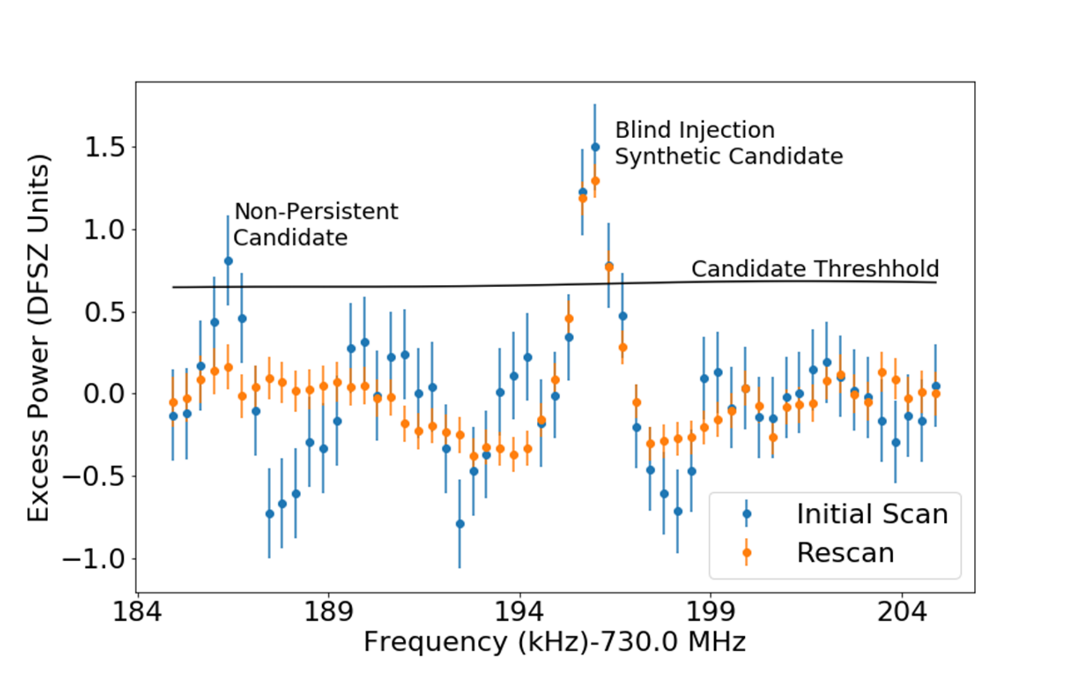 Blind Injection
Synthetic Candidate
Non-Persistent
Candidate
Candidate Threshhold
1.5
1.0
0.5
0.0
−0.5
−1.0
Excess Power (DFSZ Units)
Initial Scan
Rescan
184
189
194
199
204
Frequency (kHz)-730.0 MHz